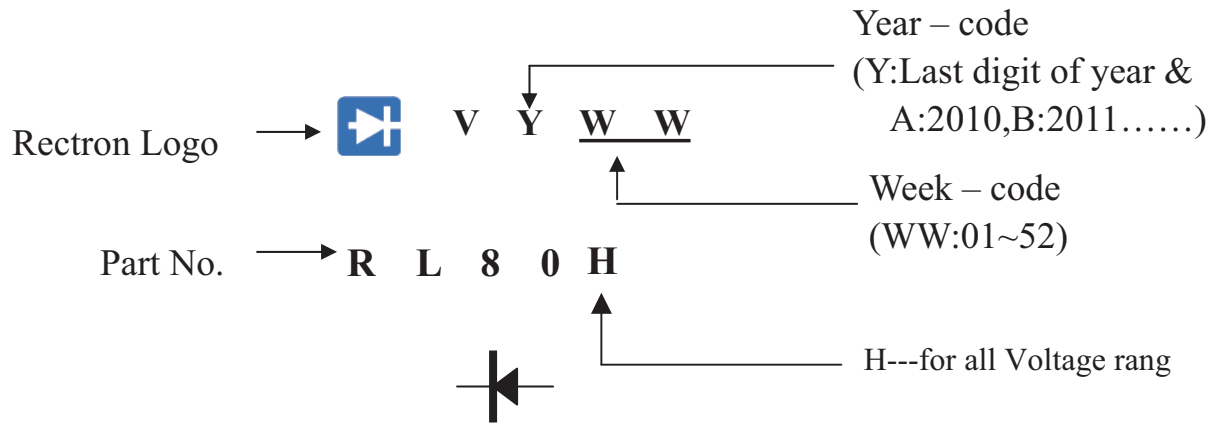 Year – code
(Y:Last digit of year &
A:2010,B:2011……)
Rectron Logo
V Y W W
Week – code
(WW:01~52)
Part No.
R L 8 0 H
H---for all Voltage rang